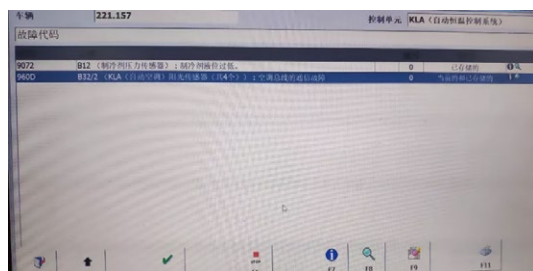 车辆 221.157 控制单元 KLA（自动恒温控制系统）
故障代码
9072 B12（制冷剂压力传感器）；制冷剂液位过低。 0 已存储的
960D B32/2（KLA（自动空调）阳光传感器（共4个））；空调总线的通信故障 0 当前的和已存储的
F7 F8 F9 F11